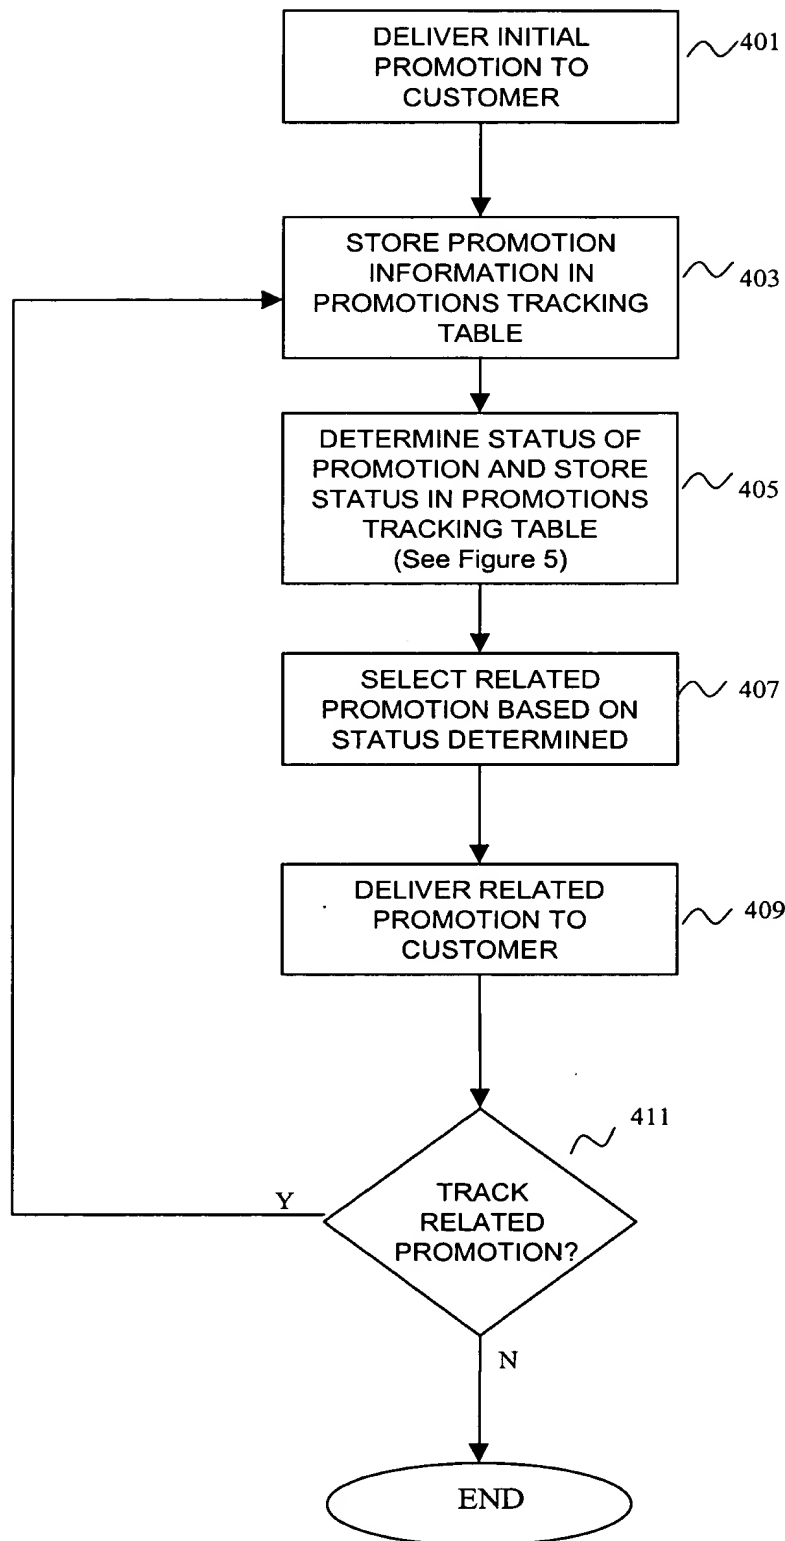 DELIVER INITIAL
PROMOTION TO
CUSTOMER
401
STORE PROMOTION
INFORMATION IN
PROMOTIONS TRACKING
TABLE
403
DETERMINE STATUS OF
PROMOTION AND STORE
STATUS IN PROMOTIONS
TRACKING TABLE
(See Figure 5)
405
SELECT RELATED
PROMOTION BASED ON
STATUS DETERMINED
407
DELIVER RELATED
PROMOTION TO
CUSTOMER
409
411
TRACK
RELATED
PROMOTION?
Y
N
END